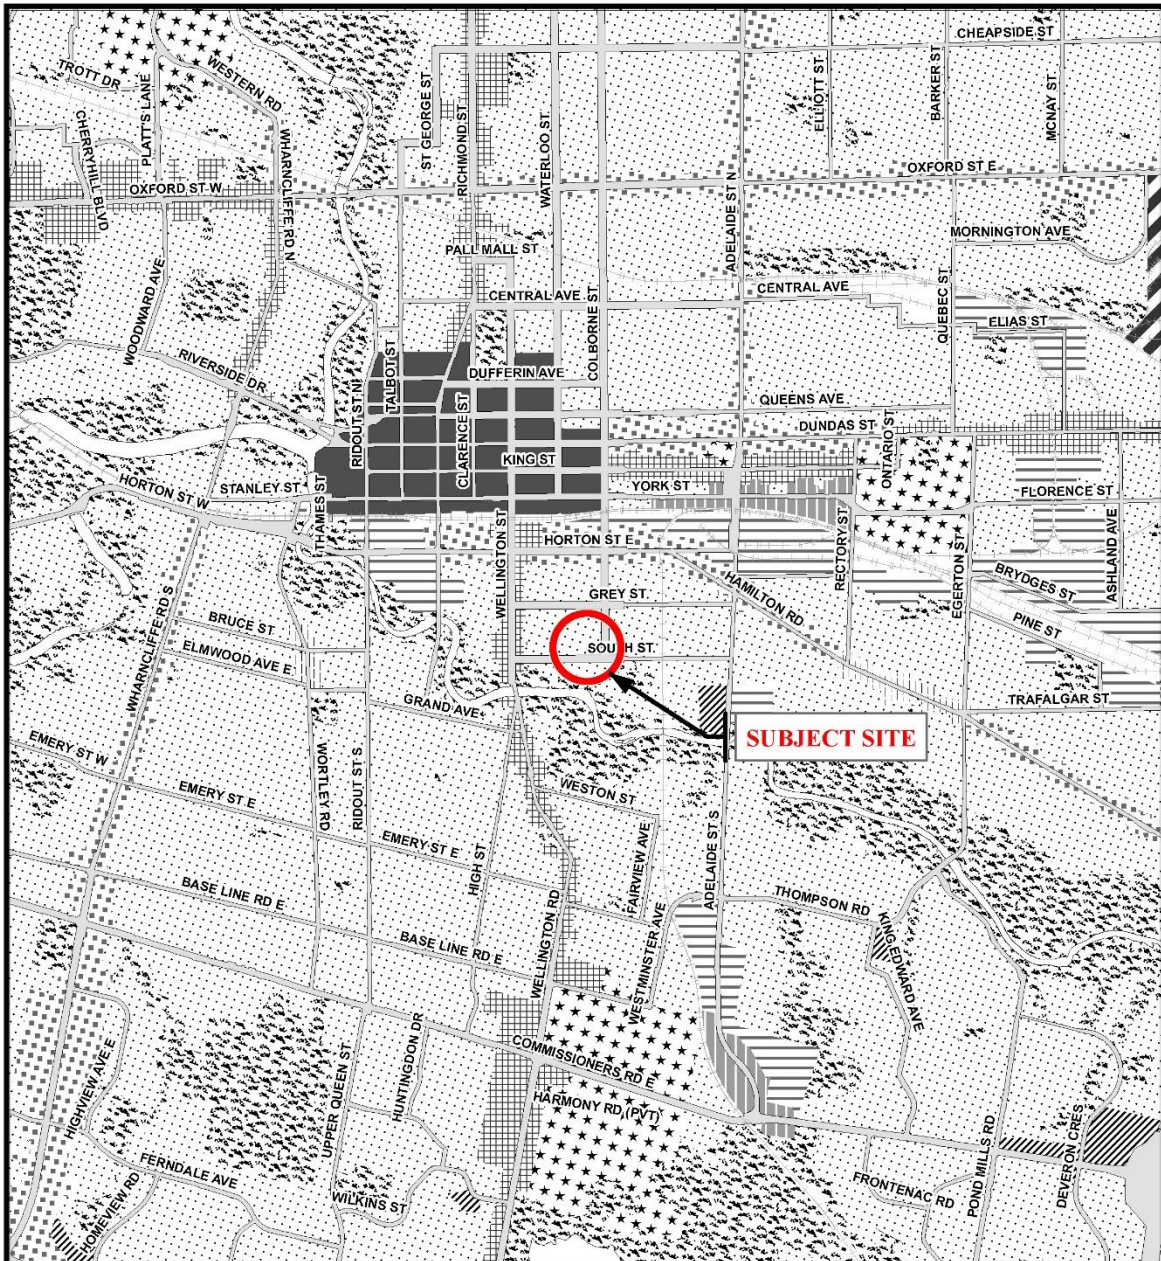 CHEAPSIDE ST
TROTT DR
PLATT'S LANE
WESTERN RD
ST GEORGE ST
RICHMOND ST
WATERLOO ST.
ELLIOTT ST.
BARKER ST
MCNAY ST.
CHERRYHILL BLVD
WHARNCLIFFE RD N
OXFORD ST W
OXFORD ST E
ADELAIDE ST N
PALL MALL ST
MORNINGTON AVE
WOODWARD AVE
CENTRAL AVE
CENTRAL AVE
COLBORNE ST
QUEBEC ST
ELIAS ST
RIVERSIDE DR
RIDOUT ST N
TALBOT ST
DUFFERIN AVE
CLARENCE ST
QUEENS AVE
DUNDAS ST
ONTARIO ST
KING ST
HORTON ST W
STANLEY ST
THAMES ST
YORK ST
FLORENCE ST
WELLINGTON ST
HORTON ST E
RECTORY ST
EGERTON ST
ASHLAND AVE
HAMILTON RD
BRYDGES ST
GREY ST.
PINE ST
BRUCE ST
ELMWOOD AVE E
WHARNCLIFFE RD S
SOUTH ST.
GRAND AVE
TRAFALGAR ST
SUBJECT SITE
EMERY ST W
EMERY ST E
WORTLEY RD
RIDOUT ST S
WESTON ST
EMERY ST E
HIGH ST
FAIRVIEW AVE
ADELAIDE ST S
BASE LINE RD E
BASE LINE RD E
WELLINGTON RD
WESTMINSTER AVE
THOMPSON RD
KING EDWARD AVE
HIGHVIEW AVE E
UPPER QUEEN ST
HUNTINGDON DR
COMMISSIONERS RD E
HARMONY RD (PVT)
FERNDALE AVE
HOMEVIEW RD
WILKINS ST
FRONTENAC RD
POND MILLS RD
DEVERON CRES